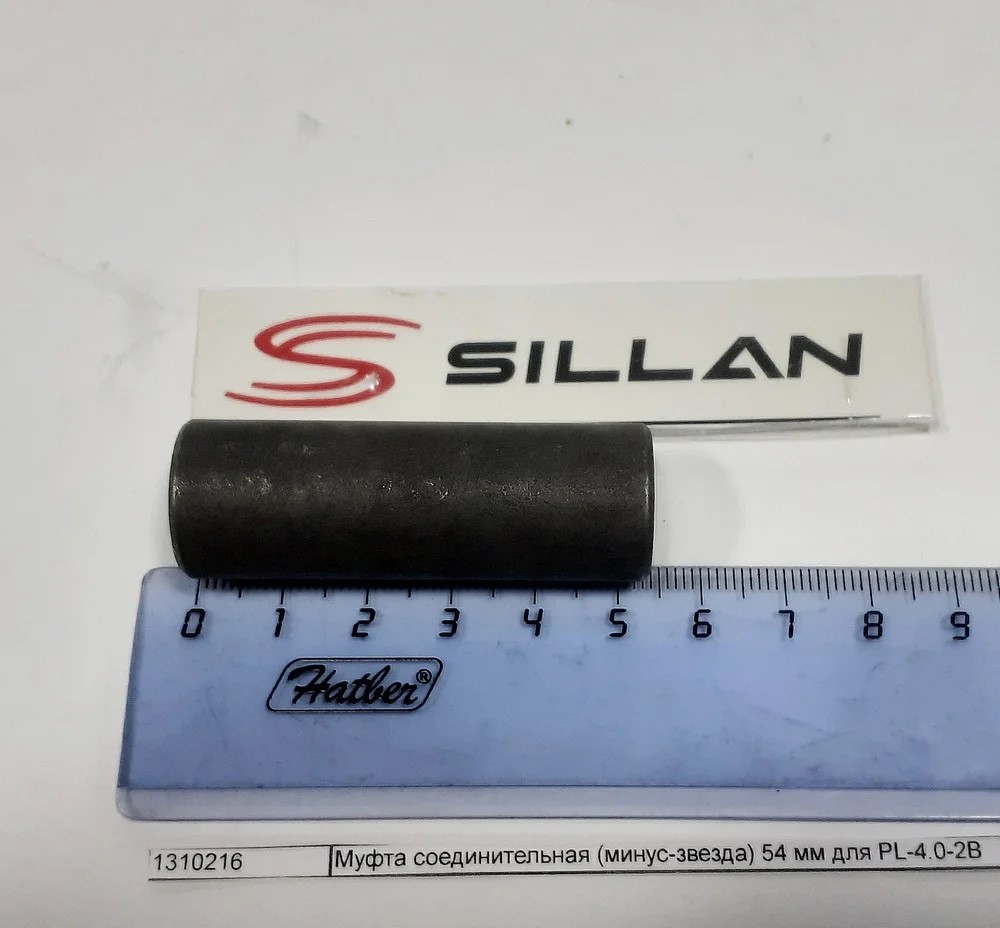 SILLAN
0 1 2 3 4 5 6 7 8 9
Hatber®
1310216 Муфта соединительная (минус-звезда) 54 мм для PL-4.0-2В